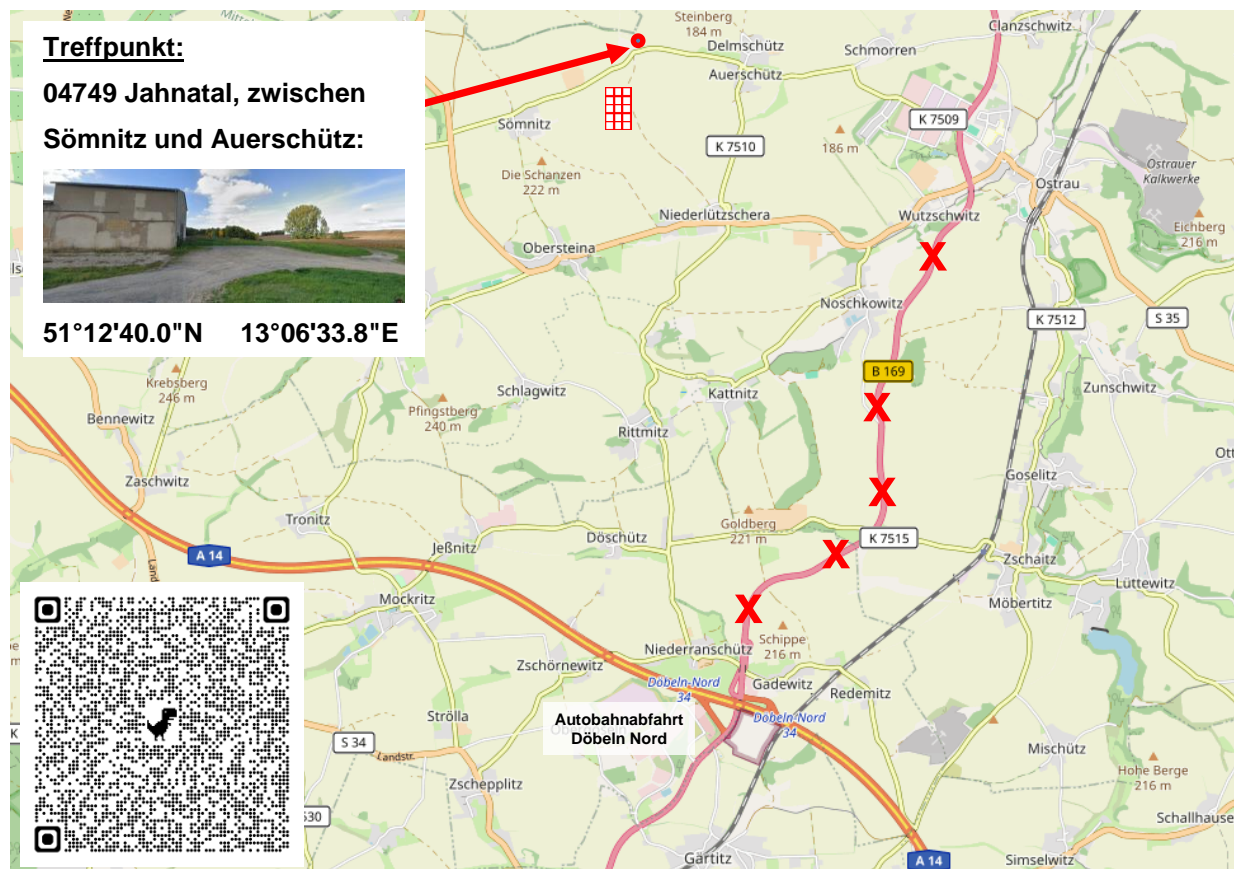 Treffpunkt:
04749 Jahnatal, zwischen
Sömnitz und Auerschütz:
51°12'40.0"N 13°06'33.8"E
Steinberg
184 m
Delmschütz
Auerschütz
Schmorren
Clanzschwitz
K 7509
Sömnitz
K 7510
186 m
Die Schanzen
222 m
Ostrau
Ostrauer
Kalkwerke
Niederlützschera
Wutzschwitz
Obersteina
Eichberg
216 m
X
Noschkowitz
K 7512
S 35
Krebsberg
246 m
Bennewitz
Schlagwitz
Pfingstberg
240 m
Kattnitz
B 169
X
Zunschwitz
Rittmitz
Zaschwitz
Goselitz
X
Tronitz
A 14
Jeßnitz
Döschütz
Goldberg
221 m
K 7515
X
Zschaitz
Lüttewitz
Mockritz
Möbertitz
X
Schippe
216 m
Niederranschütz
Zschörnewitz
Döbeln-Nord
34
Gadewitz
Redemitz
Strölla
Autobahnabfahrt
Döbeln Nord
Döbeln-Nord
34
S 34
Landstr.
Mischütz
Zschepplitz
Hohe Berge
216 m
S30
Schallhause
Gärtitz
A 14
Simselwitz